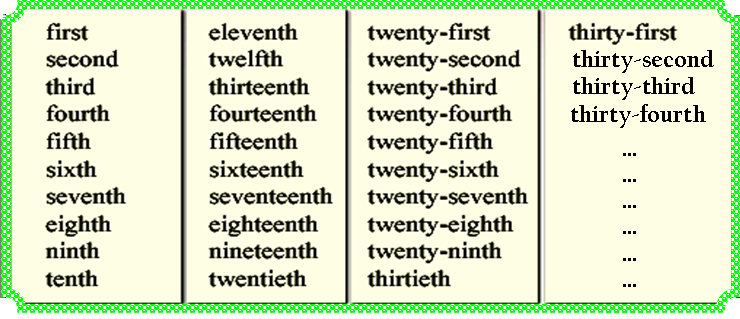 first eleventh twenty-first thirty-first
second twelfth twenty-second thirty-second
third thirteenth twenty-third thirty-third
fourth fourteenth twenty-fourth thirty-fourth
fifth fifteenth twenty-fifth ...
sixth sixteenth twenty-sixth ...
seventh seventeenth twenty-seventh ...
eighth eighteenth twenty-eighth ...
ninth nineteenth twenty-ninth ...
tenth twentieth thirtieth ...